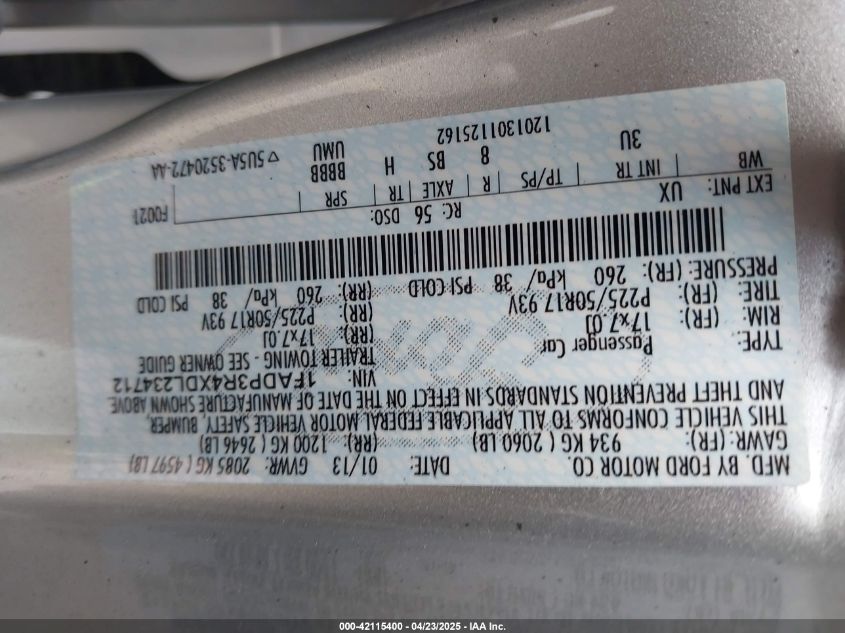 MFD. BY FORD MOTOR CO.
DATE: 01/13 GVWR: 2085 KG ( 4597 LB)
GAWR: (FR): 934 KG ( 2060 LB) (RR): 1200 KG ( 2646 LB)
THIS VEHICLE CONFORMS TO ALL APPLICABLE FEDERAL MOTOR VEHICLE SAFETY, BUMPER,
AND THEFT PREVENTION STANDARDS IN EFFECT ON THE DATE OF MANUFACTURE SHOWN ABOVE
VIN: 1FADP3R4XDL234712
TYPE: Passenger Car TRAILER TOWING - SEE OWNER GUIDE
RIM: 17x7.0J (RR): 17x7.0J
TIRE: (FR): P225/50R17 93V (RR): P225/50R17 93V
PRESSURE: (FR): 260 kPa/ 38 PSI COLD (RR): 260 kPa/ 38 PSI COLD
EXT PNT: UX RC: 56 DSO: F0021
WB INT TR TP/PS R AXLE TR SPR
3U 8 BS H BBBB
UMU
1201301125162 ▽5U5A-3520472-AA
000-42115400 - 04/23/2025 - IAA Inc.